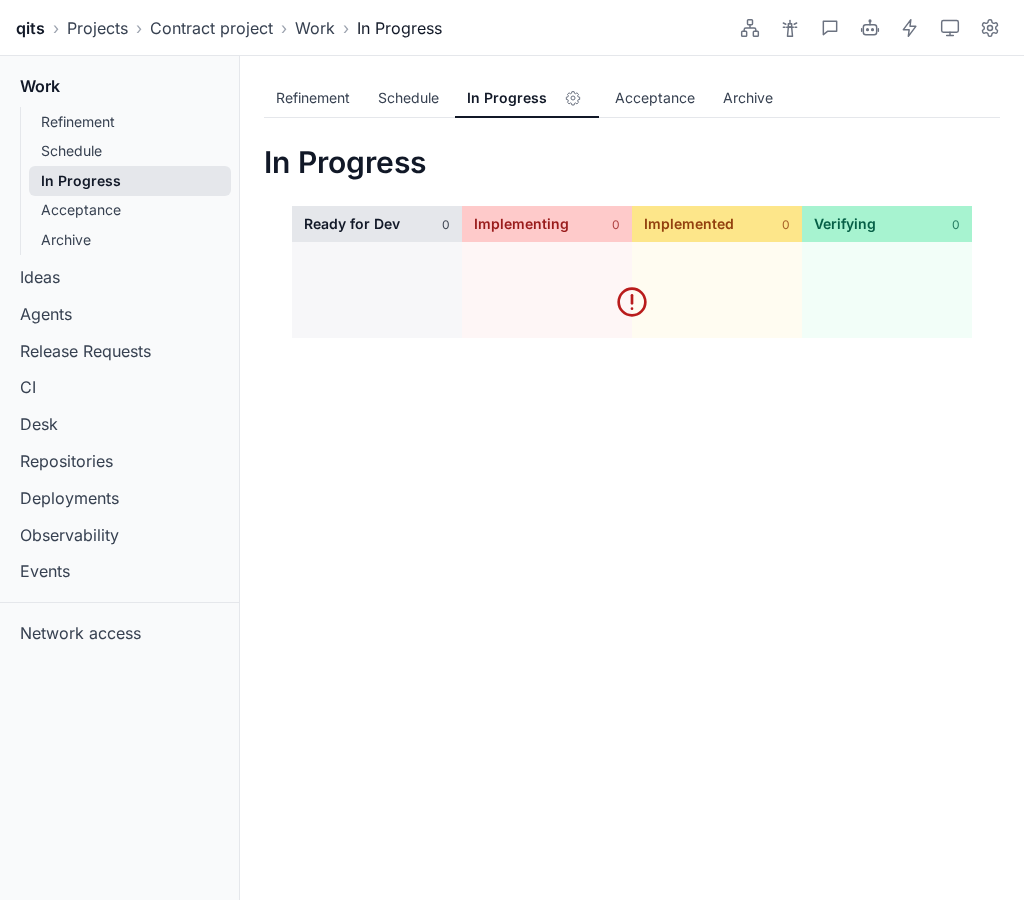 qits › Projects › Contract project › Work › In Progress
Work
Refinement
Schedule
In Progress
Acceptance
Archive
Ideas
Agents
Release Requests
CI
Desk
Repositories
Deployments
Observability
Events
Network access
Refinement Schedule In Progress Acceptance Archive
In Progress
Ready for Dev 0 Implementing 0 Implemented 0 Verifying 0